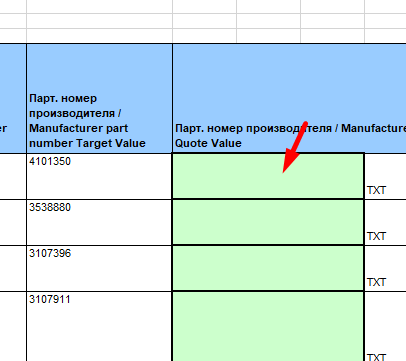 Парт. номер
производителя /
Manufacturer part
number Target Value
Парт. номер производителя / Manufacture
Quote Value
4101350
TXT
3538880
TXT
3107396
TXT
3107911
TXT